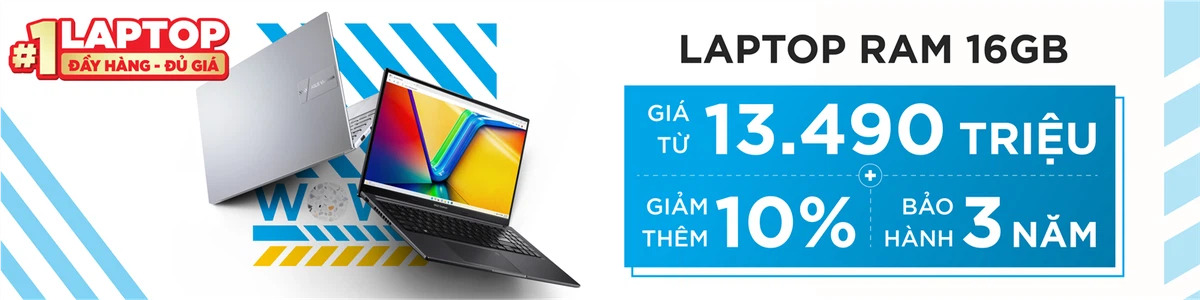 #1 LAPTOP
ĐẦY HÀNG - ĐỦ GIÁ
WOW
LAPTOP RAM 16GB
GIÁ TỪ 13.490 TRIỆU
+
GIẢM THÊM 10%
BẢO HÀNH 3 NĂM